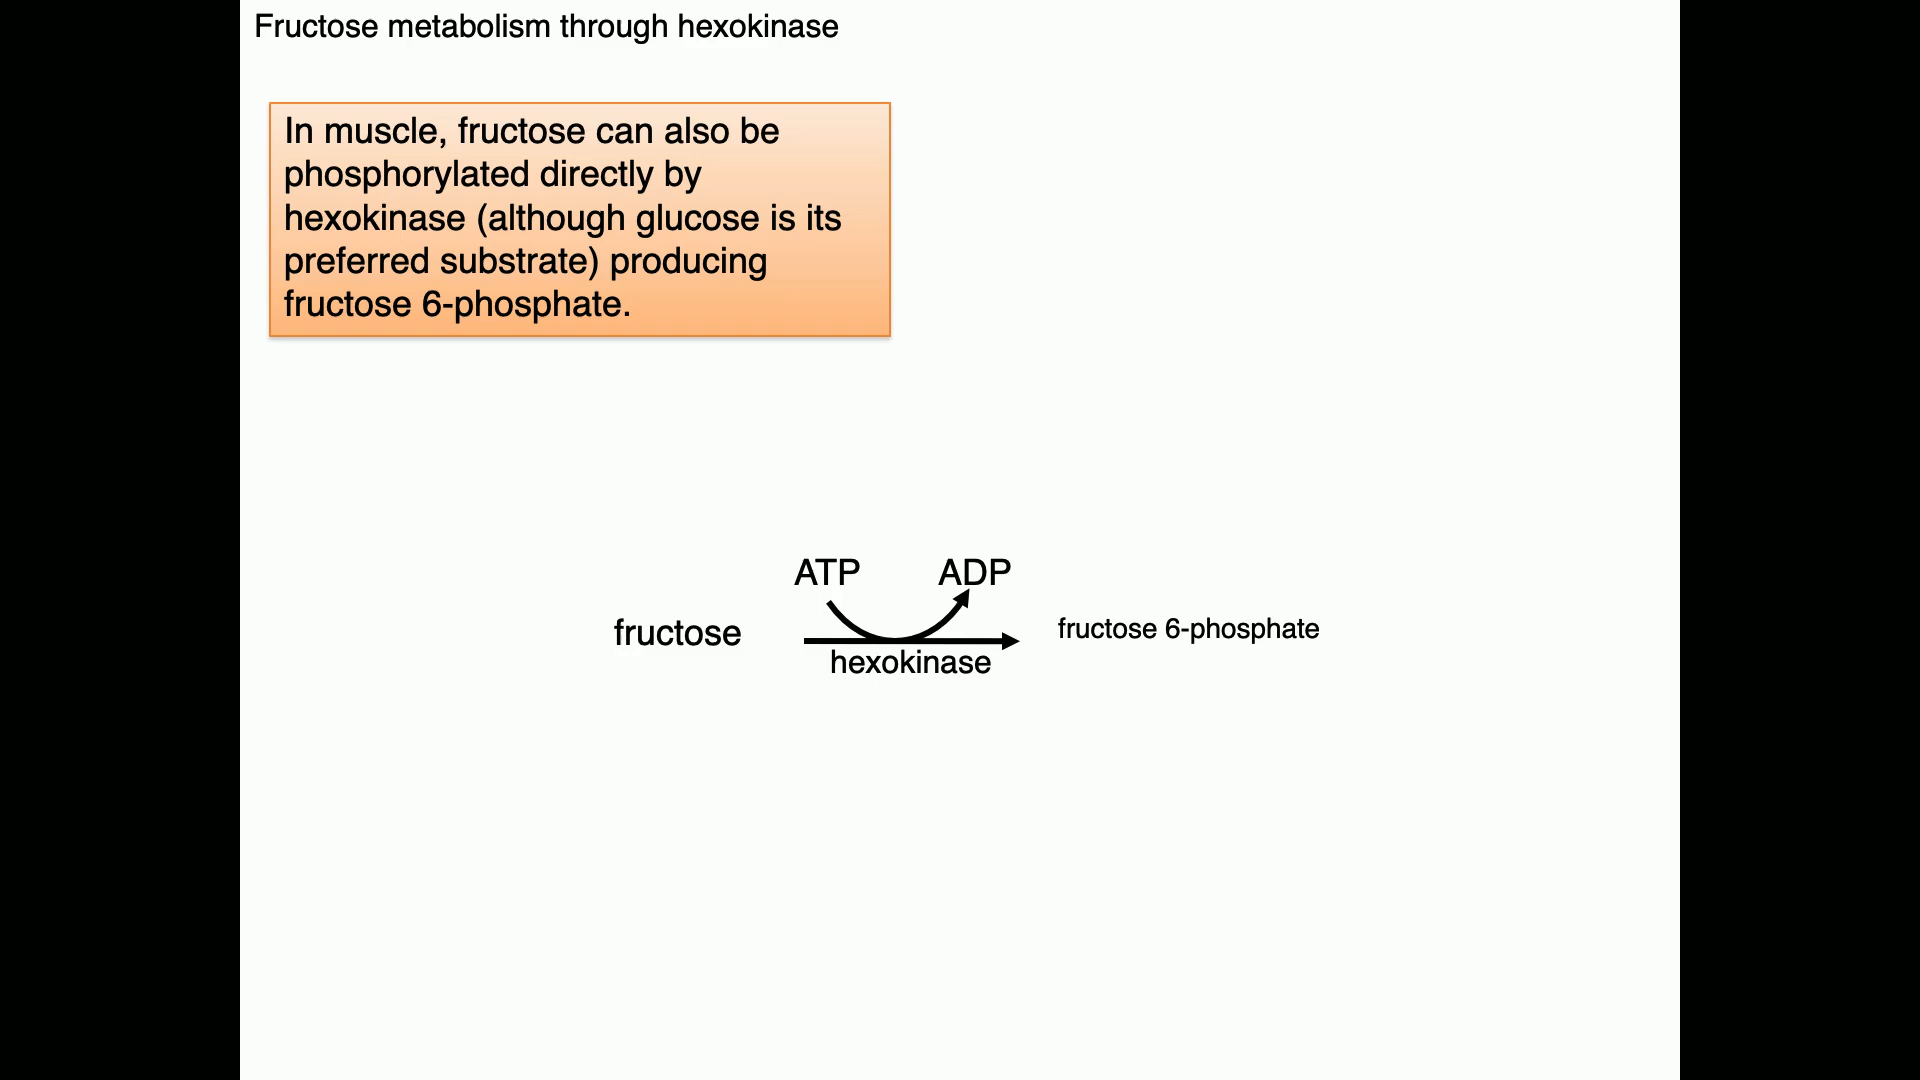 Fructose metabolism through hexokinase
In muscle, fructose can also be
phosphorylated directly by
hexokinase (although glucose is its
preferred substrate) producing
fructose 6-phosphate.
ATP ADP
fructose
fructose 6-phosphate
hexokinase